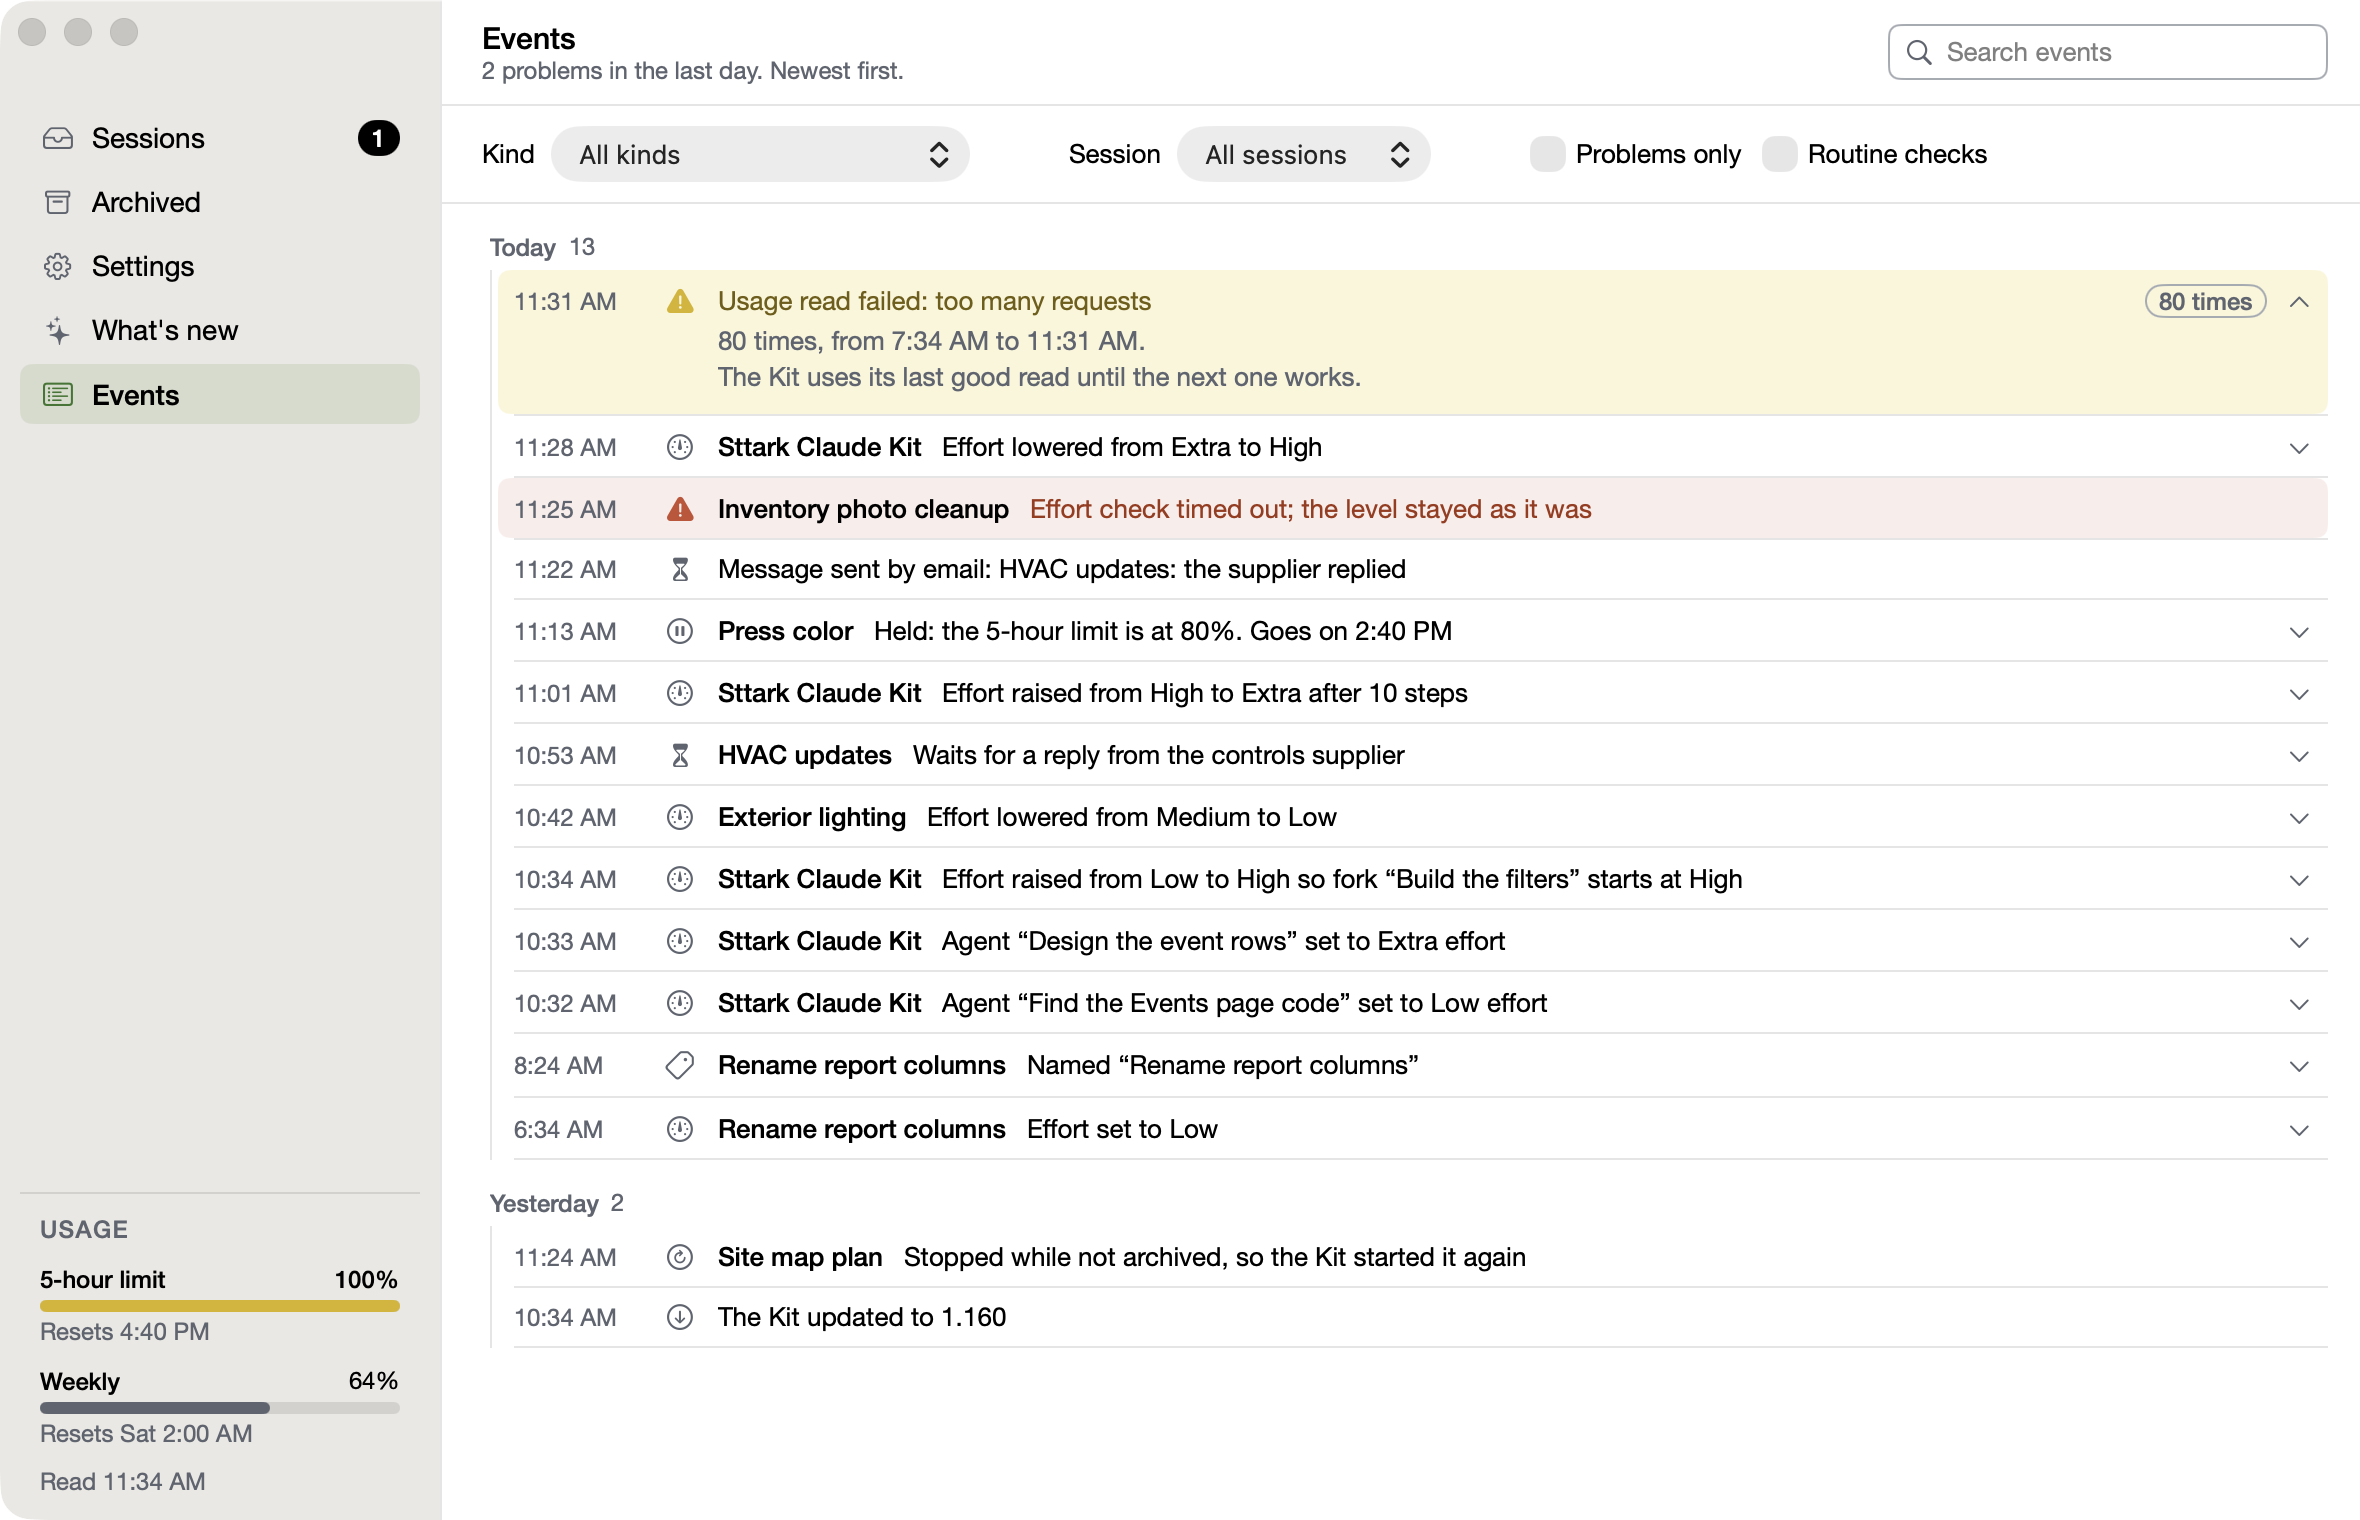 Sessions 1
Archived
Settings
What's new
Events
USAGE
5-hour limit 100%
Resets 4:40 PM
Weekly 64%
Resets Sat 2:00 AM
Read 11:34 AM
Events
2 problems in the last day. Newest first.
Search events
Kind All kinds Session All sessions Problems only Routine checks
Today 13
11:31 AM Usage read failed: too many requests 80 times
80 times, from 7:34 AM to 11:31 AM.
The Kit uses its last good read until the next one works.
11:28 AM Sttark Claude Kit Effort lowered from Extra to High
11:25 AM Inventory photo cleanup Effort check timed out; the level stayed as it was
11:22 AM Message sent by email: HVAC updates: the supplier replied
11:13 AM Press color Held: the 5-hour limit is at 80%. Goes on 2:40 PM
11:01 AM Sttark Claude Kit Effort raised from High to Extra after 10 steps
10:53 AM HVAC updates Waits for a reply from the controls supplier
10:42 AM Exterior lighting Effort lowered from Medium to Low
10:34 AM Sttark Claude Kit Effort raised from Low to High so fork “Build the filters” starts at High
10:33 AM Sttark Claude Kit Agent “Design the event rows” set to Extra effort
10:32 AM Sttark Claude Kit Agent “Find the Events page code” set to Low effort
8:24 AM Rename report columns Named “Rename report columns”
6:34 AM Rename report columns Effort set to Low
Yesterday 2
11:24 AM Site map plan Stopped while not archived, so the Kit started it again
10:34 AM The Kit updated to 1.160